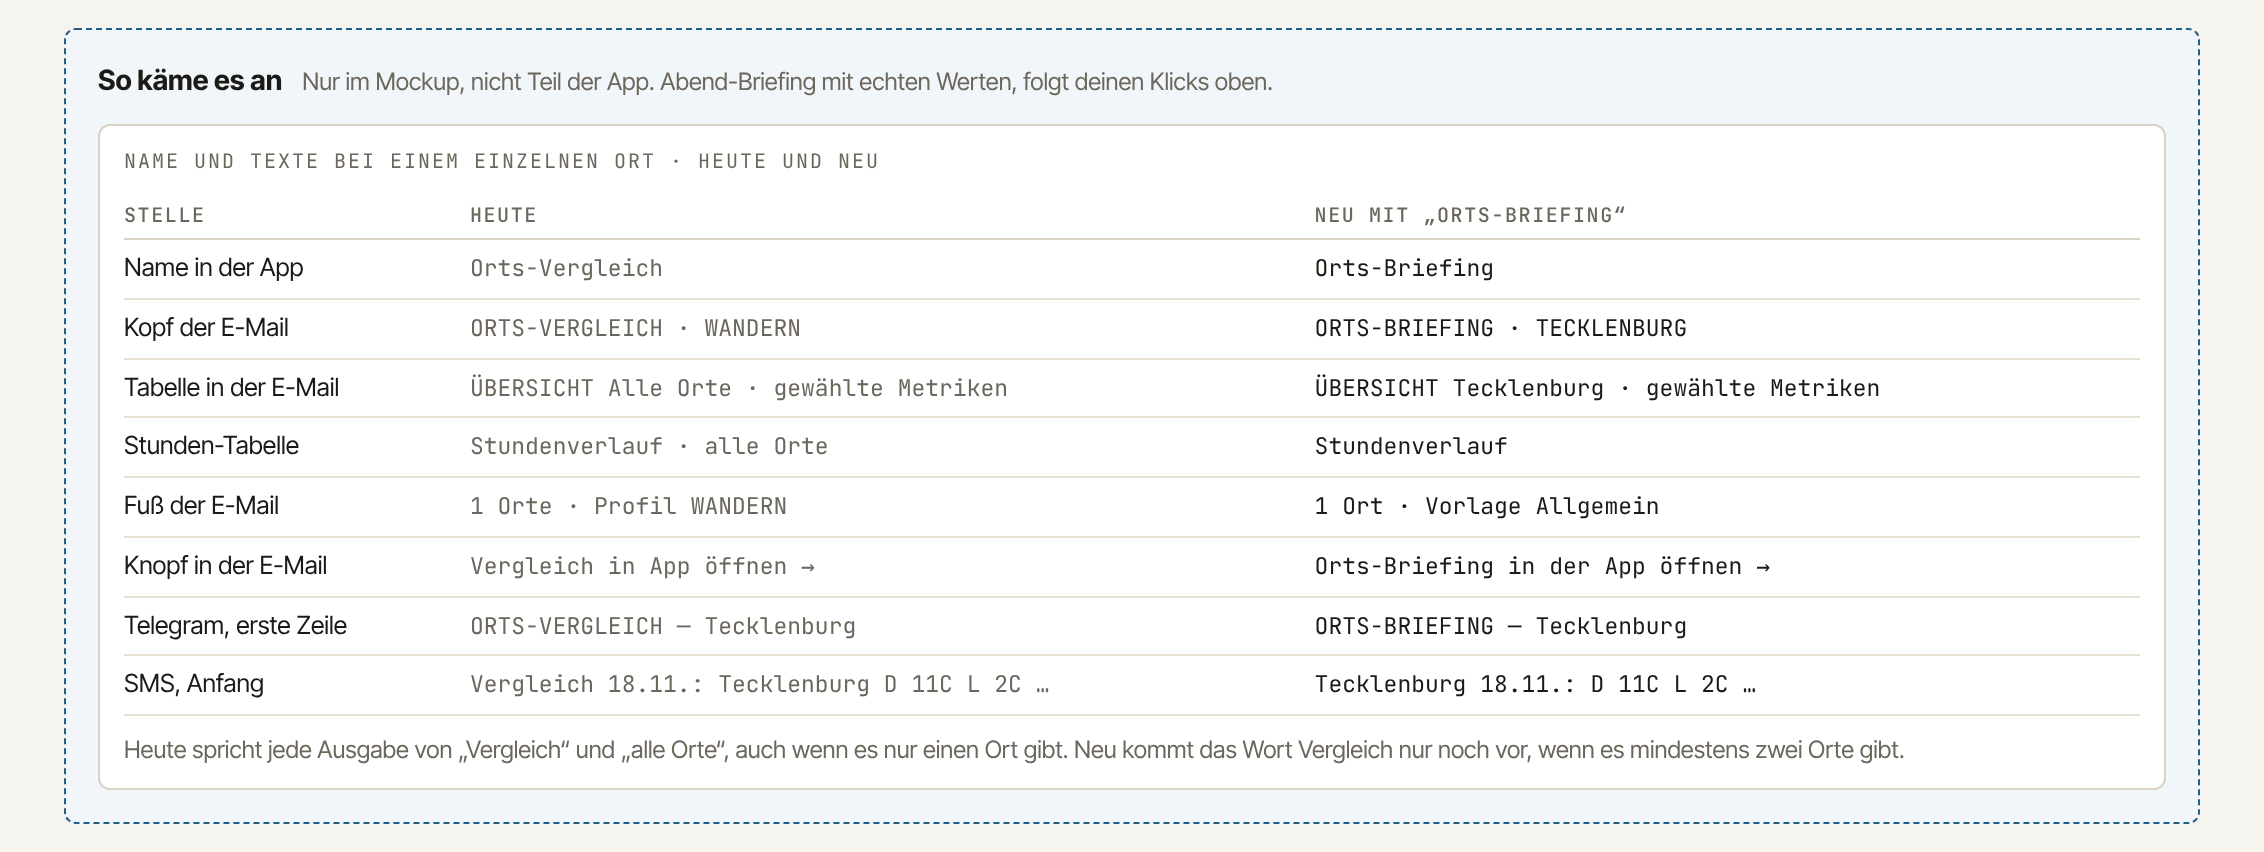 So käme es an Nur im Mockup, nicht Teil der App. Abend-Briefing mit echten Werten, folgt deinen Klicks oben.
NAME UND TEXTE BEI EINEM EINZELNEN ORT · HEUTE UND NEU
STELLE HEUTE NEU MIT „ORTS-BRIEFING“
Name in der App Orts-Vergleich Orts-Briefing
Kopf der E-Mail ORTS-VERGLEICH · WANDERN ORTS-BRIEFING · TECKLENBURG
Tabelle in der E-Mail ÜBERSICHT Alle Orte · gewählte Metriken ÜBERSICHT Tecklenburg · gewählte Metriken
Stunden-Tabelle Stundenverlauf · alle Orte Stundenverlauf
Fuß der E-Mail 1 Orte · Profil WANDERN 1 Ort · Vorlage Allgemein
Knopf in der E-Mail Vergleich in App öffnen → Orts-Briefing in der App öffnen →
Telegram, erste Zeile ORTS-VERGLEICH — Tecklenburg ORTS-BRIEFING — Tecklenburg
SMS, Anfang Vergleich 18.11.: Tecklenburg D 11C L 2C … Tecklenburg 18.11.: D 11C L 2C …
Heute spricht jede Ausgabe von „Vergleich“ und „alle Orte“, auch wenn es nur einen Ort gibt. Neu kommt das Wort Vergleich nur noch vor, wenn es mindestens zwei Orte gibt.